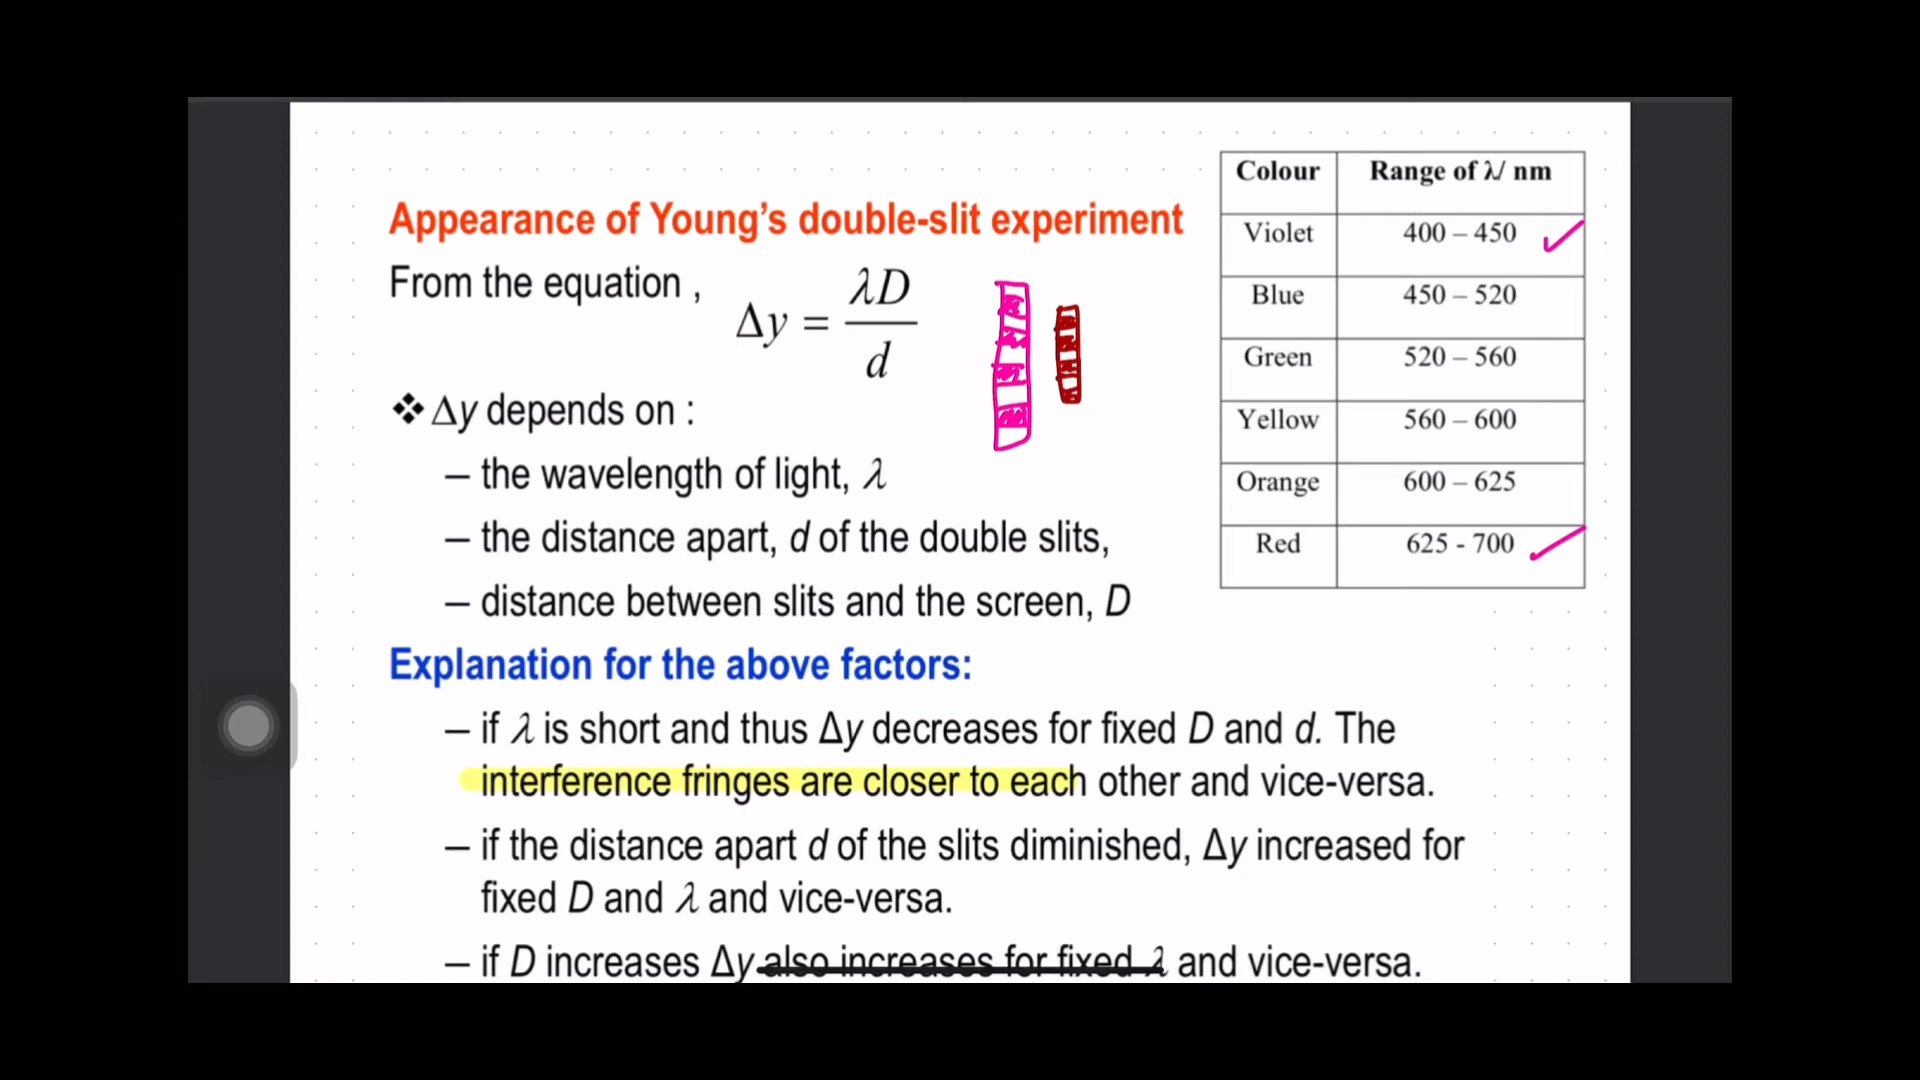 Appearance of Young's double-slit experiment
From the equation ,
Δy = λD / d
❖ Δy depends on :
– the wavelength of light, λ
– the distance apart, d of the double slits,
– distance between slits and the screen, D
Explanation for the above factors:
– if λ is short and thus Δy decreases for fixed D and d. The
interference fringes are closer to each other and vice-versa.
– if the distance apart d of the slits diminished, Δy increased for
fixed D and λ and vice-versa.
– if D increases Δy also increases for fixed λ and vice-versa.
Colour Range of λ/ nm
Violet 400 – 450
Blue 450 – 520
Green 520 – 560
Yellow 560 – 600
Orange 600 – 625
Red 625 - 700